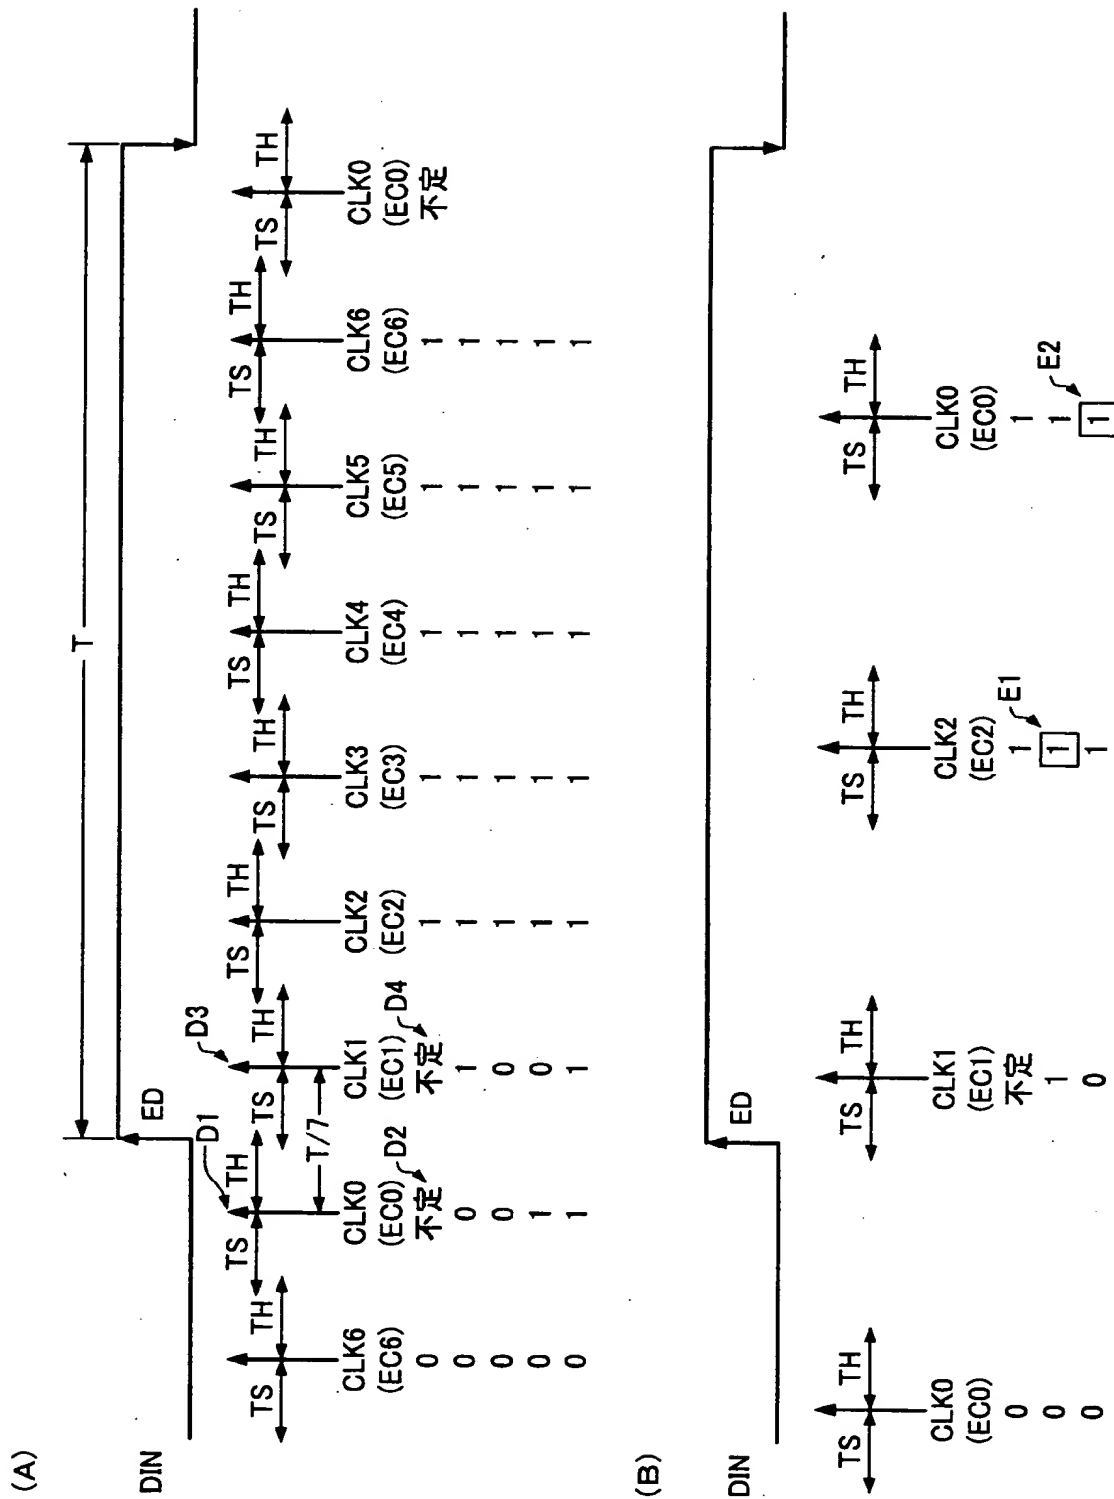 (A)
T
DIN
ED
D1
D3
TS TH TS TH TS TH TS TH TS TH TS TH TS TH TS TH TS TH
T/7
CLK6 CLK0 CLK1 CLK2 CLK3 CLK4 CLK5 CLK6 CLK0
(EC6) (EC0) D2 (EC1) D4 (EC2) (EC3) (EC4) (EC5) (EC6) (EC0)
0 不定 不定 1 1 1 1 1 不定
0 0 1 1 1 1 1 1
0 0 0 1 1 1 1 1
0 1 0 1 1 1 1 1
0 1 1 1 1 1 1 1
(B)
DIN
ED
TS TH TS TH TS TH TS TH
CLK0 CLK1 CLK2 CLK0
(EC0) (EC1) (EC2) E1 (EC0)
0 不定 1 1
0 1 1 1 E2
0 0 1 1